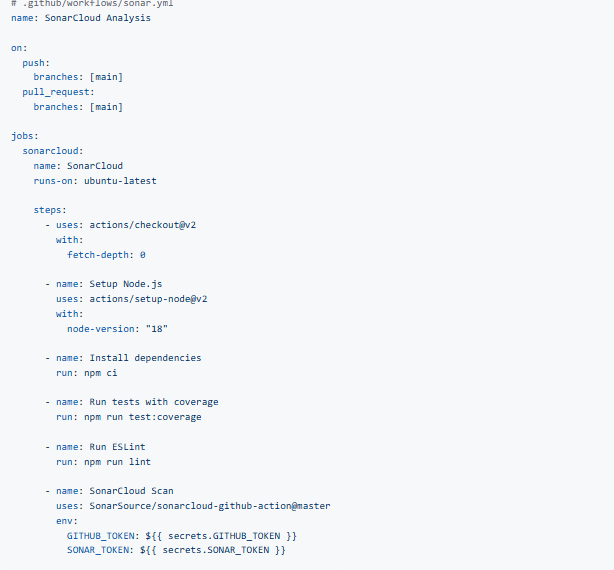 # .github/workflows/sonar.yml
name: SonarCloud Analysis
on:
push:
branches: [main]
pull_request:
branches: [main]
jobs:
sonarcloud:
name: SonarCloud
runs-on: ubuntu-latest
steps:
- uses: actions/checkout@v2
with:
fetch-depth: 0
- name: Setup Node.js
uses: actions/setup-node@v2
with:
node-version: "18"
- name: Install dependencies
run: npm ci
- name: Run tests with coverage
run: npm run test:coverage
- name: Run ESLint
run: npm run lint
- name: SonarCloud Scan
uses: SonarSource/sonarcloud-github-action@master
env:
GITHUB_TOKEN: ${{ secrets.GITHUB_TOKEN }}
SONAR_TOKEN: ${{ secrets.SONAR_TOKEN }}